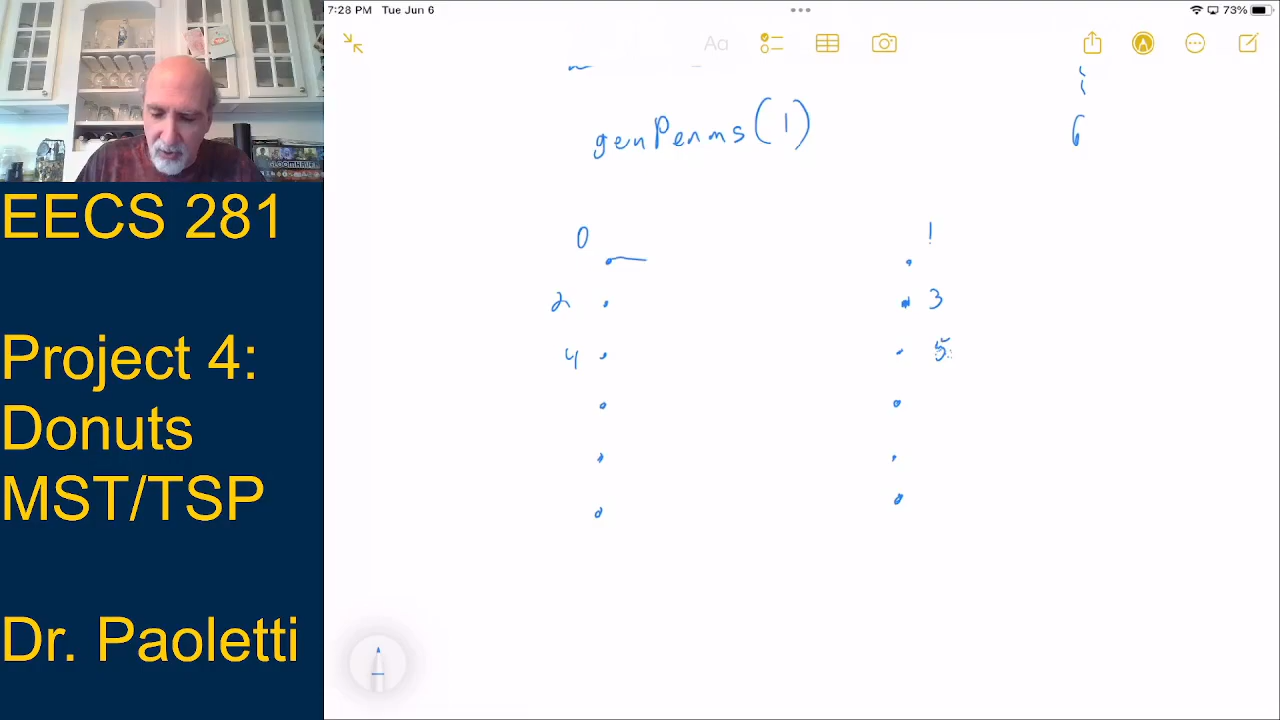 7:28 PM Tue Jun 6
73%
Aa
genPerms(1)
6
0
1
2
3
4
5
EECS 281
Project 4:
Donuts
MST/TSP
Dr. Paoletti